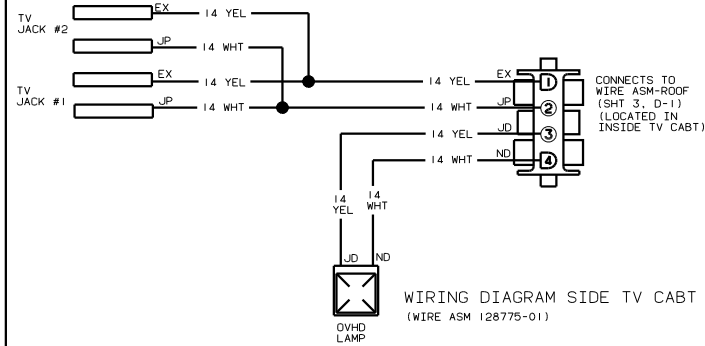 TV
JACK #2
EX
14 YEL
JP
14 WHT
TV
JACK #1
EX
14 YEL
JP
14 WHT
14 YEL
EX
1
14 WHT
JP
2
14 YEL
JD
3
14 WHT
ND
4
CONNECTS TO
WIRE ASM-ROOF
(SHT 3, D-1)
(LOCATED IN
INSIDE TV CABT)
14
YEL
14
WHT
JD
ND
OVHD
LAMP
WIRING DIAGRAM SIDE TV CABT
(WIRE ASM 128775-01)